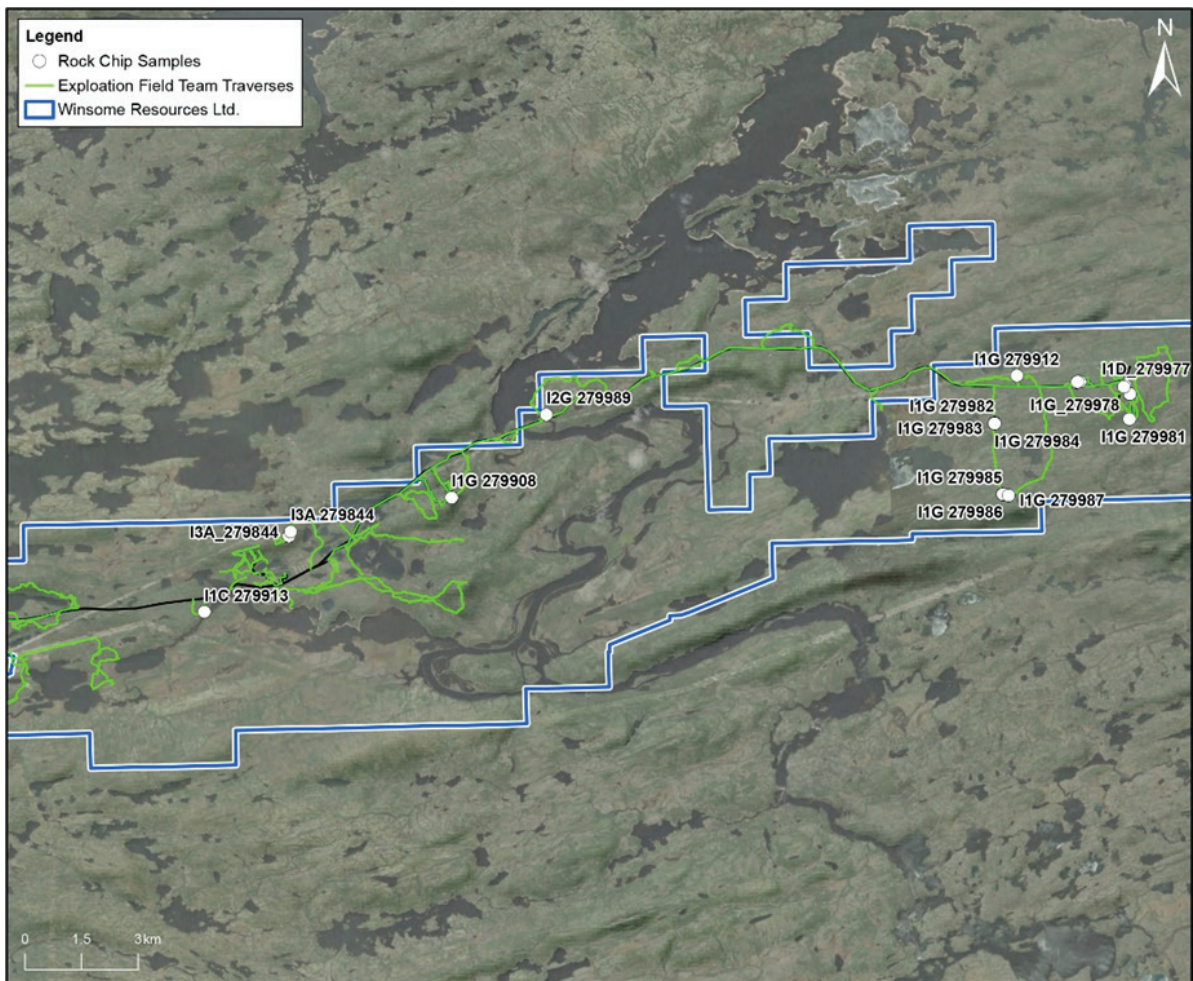 Legend
Rock Chip Samples
Exploation Field Team Traverses
Winsome Resources Ltd.
N
I1G 279912
I1D_279977
I2G 279989
I1G 279982
I1G_279978
I1G 279983
I1G 279984
I1G 279981
I1G 279985
I1G 279908
I1G 279987
I1G 279986
I3A 279844
I3A_279844
I1C 279913
0 1.5 3km